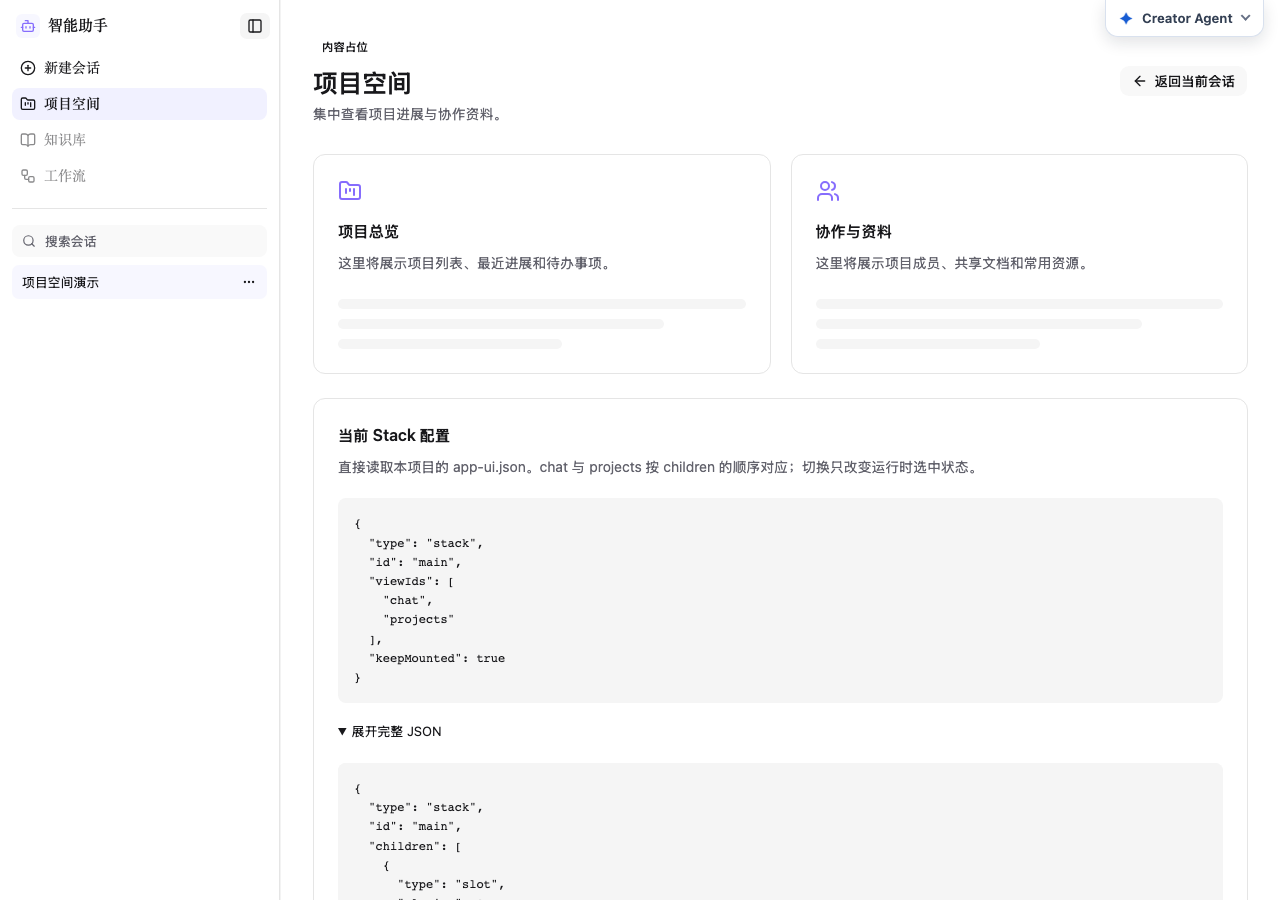 智能助手
新建会话
项目空间
知识库
工作流
搜索会话
项目空间演示
Creator Agent
内容占位
项目空间
集中查看项目进展与协作资料。
返回当前会话
项目总览
这里将展示项目列表、最近进展和待办事项。
协作与资料
这里将展示项目成员、共享文档和常用资源。
当前 Stack 配置
直接读取本项目的 app-ui.json。chat 与 projects 按 children 的顺序对应；切换只改变运行时选中状态。
{
  "type": "stack",
  "id": "main",
  "viewIds": [
    "chat",
    "projects"
  ],
  "keepMounted": true
}
展开完整 JSON
{
  "type": "stack",
  "id": "main",
  "children": [
    {
      "type": "slot",